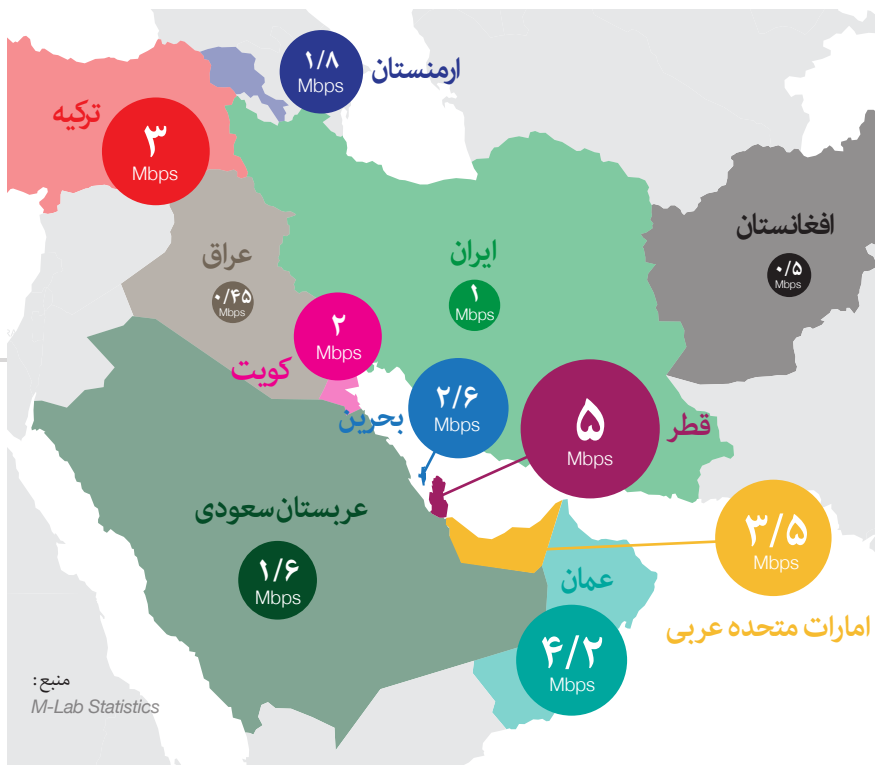 ارمنستان
۱/۸
Mbps
ترکیه
۳
Mbps
افغانستان
۰/۵
Mbps
ایران
۱
Mbps
عراق
۰/۴۵
Mbps
کویت
۲
Mbps
بحرین
۲/۶
Mbps
قطر
۵
Mbps
عربستان سعودی
۱/۶
Mbps
۳/۵
Mbps
امارات متحده عربی
عمان
۴/۲
Mbps
منبع:
M-Lab Statistics